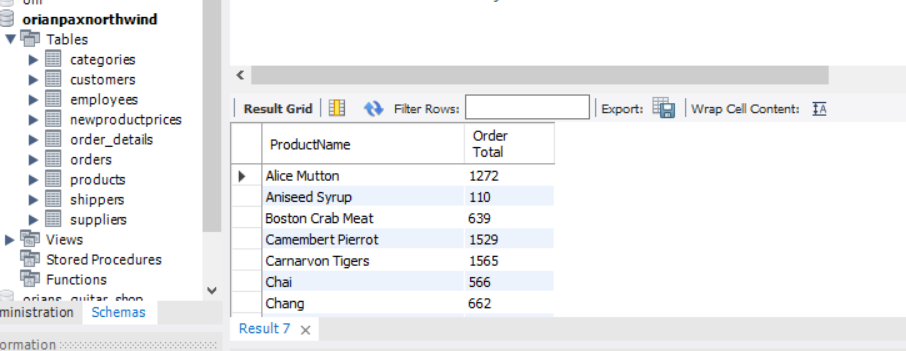 orianpaxnorthwind
Tables
categories
customers
employees
newproductprices
order_details
orders
products
shippers
suppliers
Views
Stored Procedures
Functions
ministration Schemas
ormation
Result Grid Filter Rows: Export: Wrap Cell Content: IA
ProductName Order Total
Alice Mutton 1272
Aniseed Syrup 110
Boston Crab Meat 639
Camembert Pierrot 1529
Carnarvon Tigers 1565
Chai 566
Chang 662
Result 7